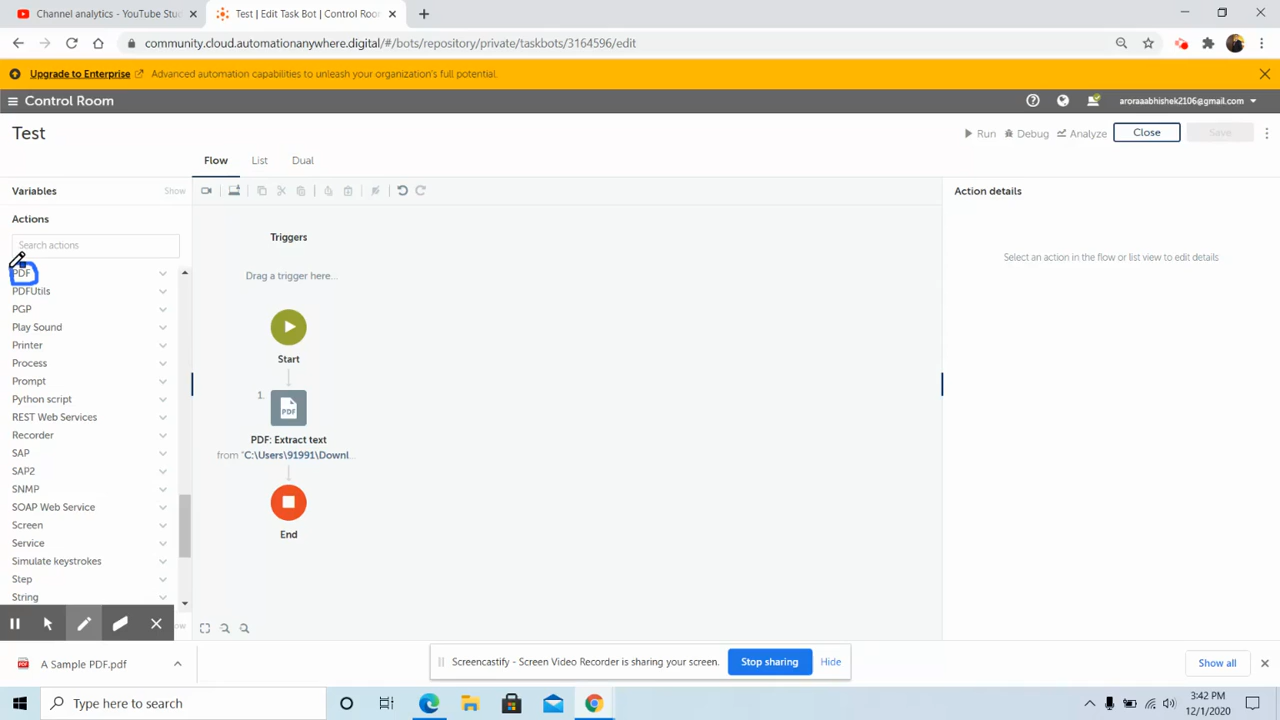 Channel analytics - YouTube Stu
Test | Edit Task Bot | Control Roo
community.cloud.automationanywhere.digital/#/bots/repository/private/taskbots/3164596/edit
Upgrade to Enterprise Advanced automation capabilities to unleash your organization's full potential.
Control Room
aroraaabhishek2106@gmail.com
Test
Run Debug Analyze Close Save
Flow List Dual
Variables Show
Actions
Search actions
PDF
PDFUtils
PGP
Play Sound
Printer
Process
Prompt
Python script
REST Web Services
Recorder
SAP
SAP2
SNMP
SOAP Web Service
Screen
Service
Simulate keystrokes
Step
String
Triggers
Drag a trigger here...
Start
1.
PDF
PDF: Extract text
from "C:\Users\91991\Downl...
End
Action details
Select an action in the flow or list view to edit details
A Sample PDF.pdf
Screencastify - Screen Video Recorder is sharing your screen. Stop sharing Hide
Show all
Type here to search
3:42 PM
12/1/2020